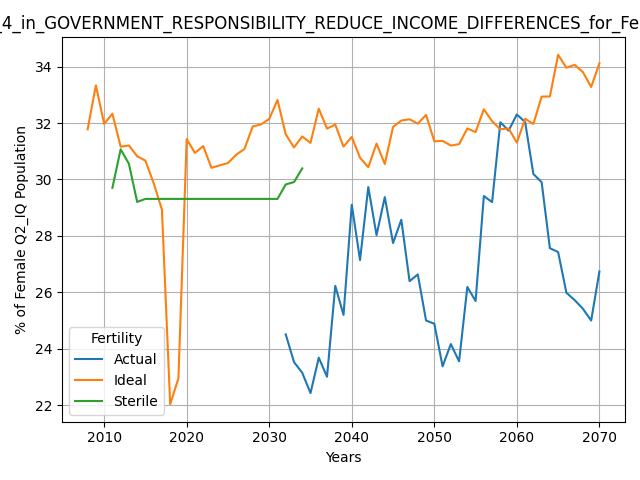 _4_in_GOVERNMENT_RESPONSIBILITY_REDUCE_INCOME_DIFFERENCES_for_Fe
34
32
30
28
26
24
22
% of Female Q2_IQ Population
Fertility
Actual
Ideal
Sterile
2010 2020 2030 2040 2050 2060 2070
Years